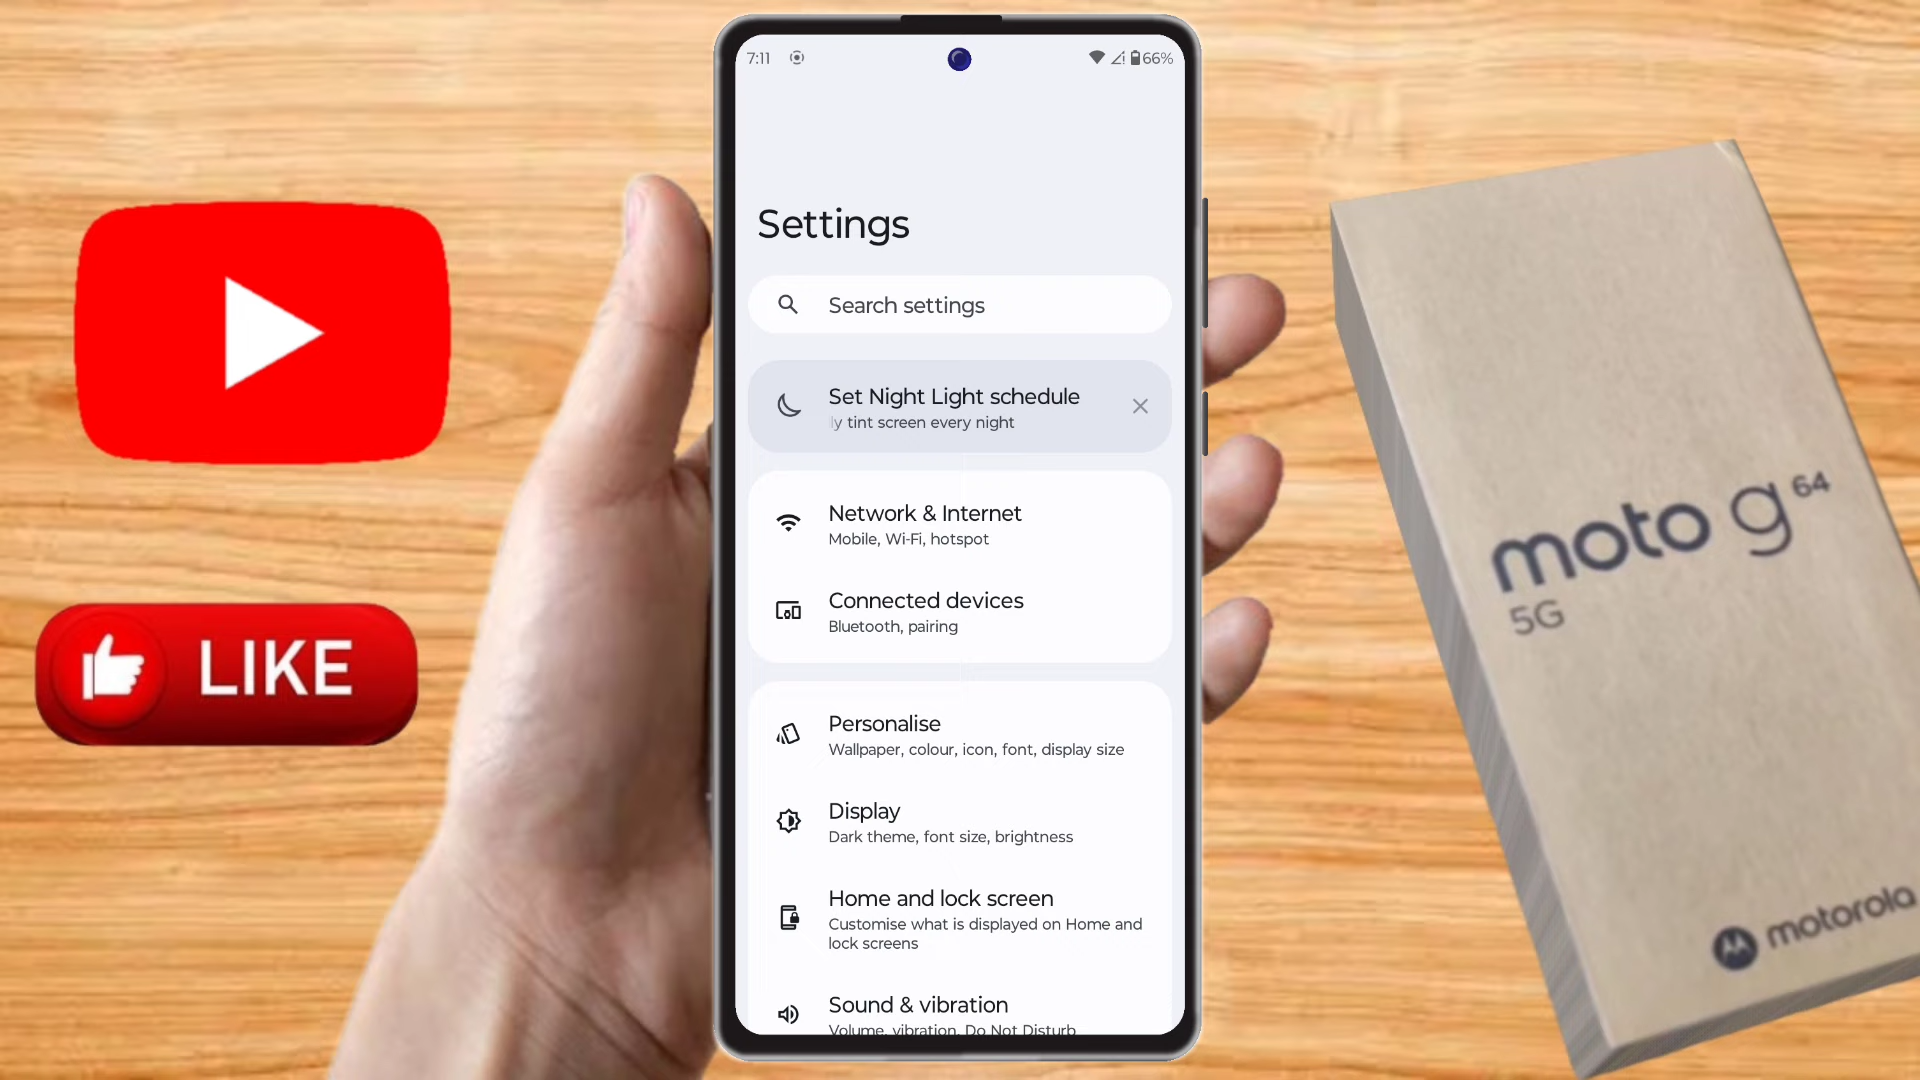 7:11
66%
Settings
Search settings
Set Night Light schedule
ly tint screen every night
Network & Internet
Mobile, Wi-Fi, hotspot
Connected devices
Bluetooth, pairing
Personalise
Wallpaper, colour, icon, font, display size
Display
Dark theme, font size, brightness
Home and lock screen
Customise what is displayed on Home and
lock screens
Sound & vibration
Volume, vibration, Do Not Disturb
LIKE
moto g 64
5G
motorola